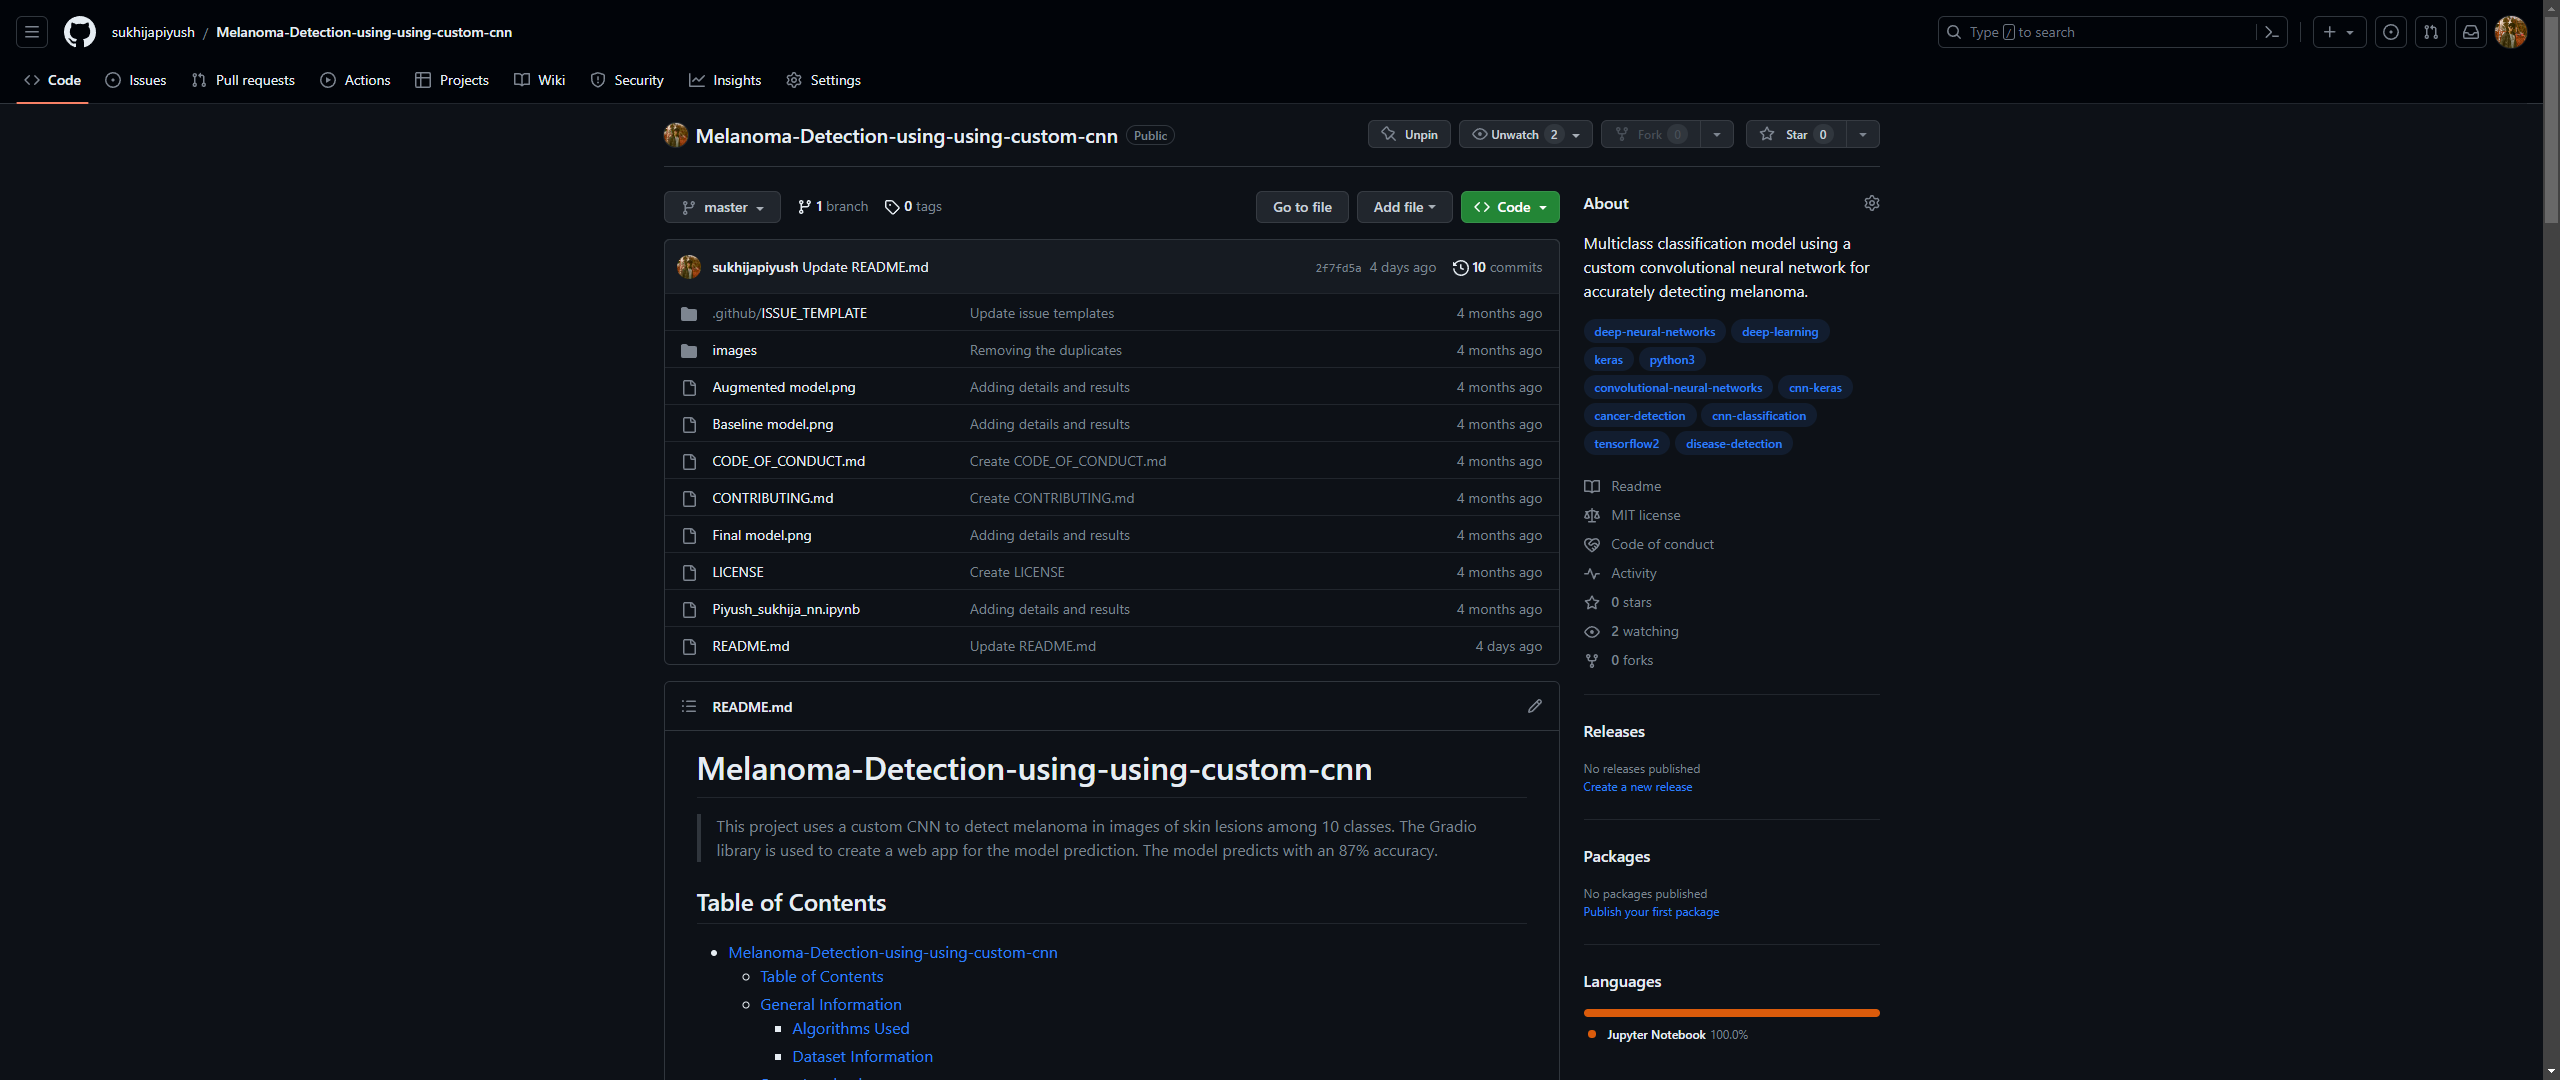 sukhijapiyush / Melanoma-Detection-using-using-custom-cnn
Type / to search
Code Issues Pull requests Actions Projects Wiki Security Insights Settings
Melanoma-Detection-using-using-custom-cnn Public
Unpin Unwatch 2 Fork 0 Star 0
master 1 branch 0 tags
Go to file Add file Code
sukhijapiyush Update README.md 2f7fd5a 4 days ago 10 commits
.github/ISSUE_TEMPLATE Update issue templates 4 months ago
images Removing the duplicates 4 months ago
Augmented model.png Adding details and results 4 months ago
Baseline model.png Adding details and results 4 months ago
CODE_OF_CONDUCT.md Create CODE_OF_CONDUCT.md 4 months ago
CONTRIBUTING.md Create CONTRIBUTING.md 4 months ago
Final model.png Adding details and results 4 months ago
LICENSE Create LICENSE 4 months ago
Piyush_sukhija_nn.ipynb Adding details and results 4 months ago
README.md Update README.md 4 days ago
README.md
Melanoma-Detection-using-using-custom-cnn
This project uses a custom CNN to detect melanoma in images of skin lesions among 10 classes. The Gradio
library is used to create a web app for the model prediction. The model predicts with an 87% accuracy.
Table of Contents
Melanoma-Detection-using-using-custom-cnn
Table of Contents
General Information
Algorithms Used
Dataset Information
About
Multiclass classification model using a
custom convolutional neural network for
accurately detecting melanoma.
deep-neural-networks deep-learning
keras python3
convolutional-neural-networks cnn-keras
cancer-detection cnn-classification
tensorflow2 disease-detection
Readme
MIT license
Code of conduct
Activity
0 stars
2 watching
0 forks
Releases
No releases published
Create a new release
Packages
No packages published
Publish your first package
Languages
Jupyter Notebook 100.0%